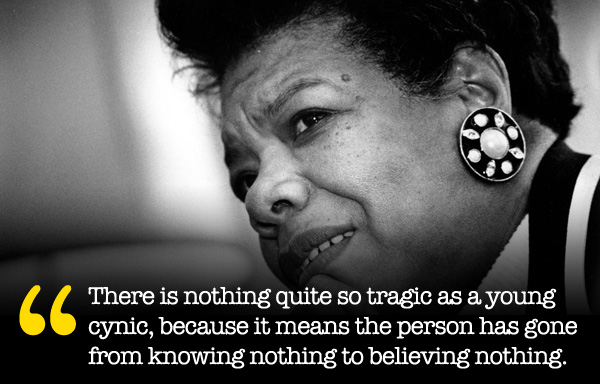 “There is nothing quite so tragic as a young
cynic, because it means the person has gone
from knowing nothing to believing nothing.